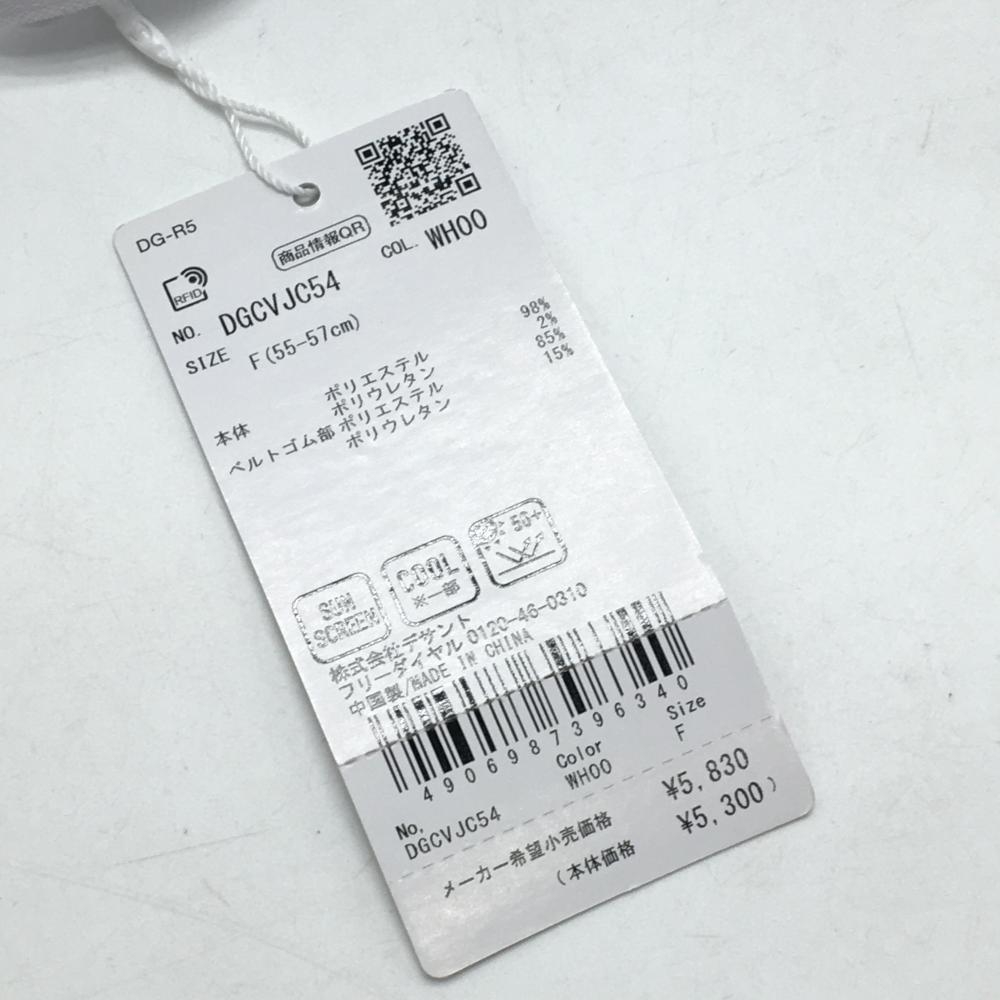 DG-R5
商品情報QR
COL. WH00
RFID
NO. DGCVJC54
SIZE F(55-57cm)
本体 ポリエステル 98%
ポリウレタン 2%
ベルトゴム部 ポリエステル 85%
ポリウレタン 15%
SUN SCREEN
COOL ※一部
50+
株式会社デサント
フリーダイヤル 0120-46-0310
中国製/MADE IN CHINA
4906987396340
No. Color Size
DGCVJC54 WH00 F
メーカー希望小売価格 ¥5,830
(本体価格 ¥5,300)